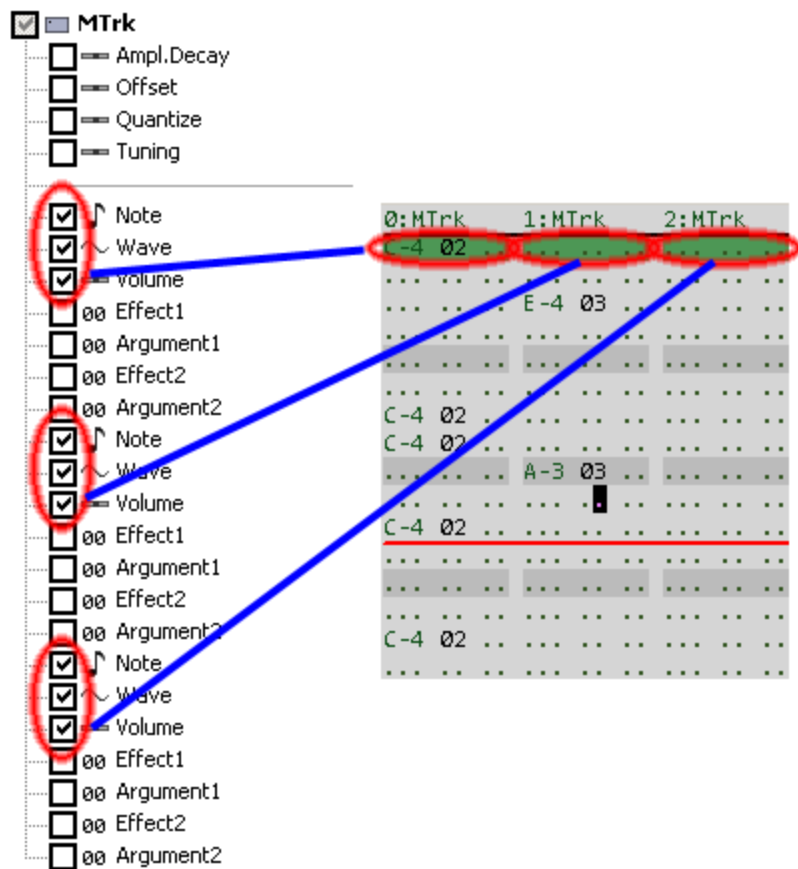 MTrk
Ampl.Decay
Offset
Quantize
Tuning
Note
Wave
Volume
00 Effect1
00 Argument1
00 Effect2
00 Argument2
Note
Wave
Volume
00 Effect1
00 Argument1
00 Effect2
00 Argument2
Note
Wave
Volume
00 Effect1
00 Argument1
00 Effect2
00 Argument2
0:MTrk 1:MTrk 2:MTrk
C-4 02 .. ... .. .. ... .. ..
... .. .. ... .. .. ... .. ..
... .. .. E-4 03 .. ... .. ..
... .. .. ... .. .. ... .. ..
... .. .. ... .. .. ... .. ..
... .. .. ... .. .. ... .. ..
C-4 02 .. ... .. .. ... .. ..
C-4 02 .. ... .. .. ... .. ..
... .. .. A-3 03 .. ... .. ..
... .. .. ... .. .. ... .. ..
C-4 02 .. ... .. .. ... .. ..
... .. .. ... .. .. ... .. ..
... .. .. ... .. .. ... .. ..
... .. .. ... .. .. ... .. ..
C-4 02 .. ... .. .. ... .. ..
... .. .. ... .. .. ... .. ..